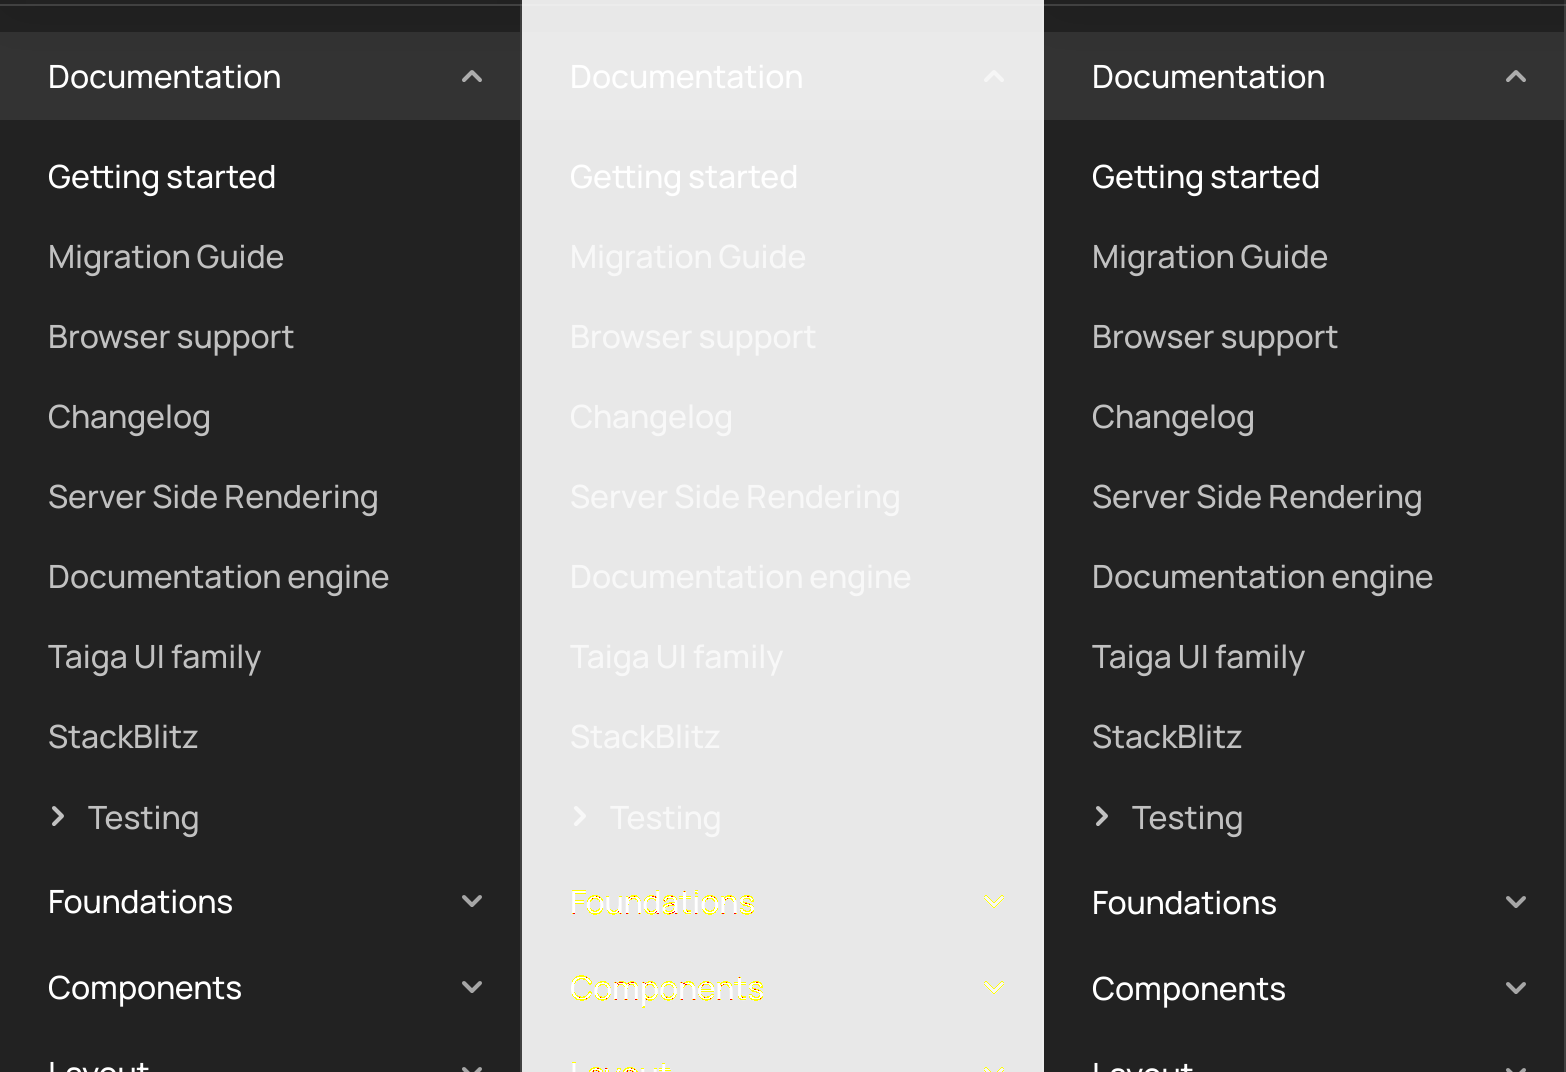 Documentation
Getting started
Migration Guide
Browser support
Changelog
Server Side Rendering
Documentation engine
Taiga UI family
StackBlitz
Testing
Foundations
Components
Layout
Documentation
Getting started
Migration Guide
Browser support
Changelog
Server Side Rendering
Documentation engine
Taiga UI family
StackBlitz
Testing
Foundations
Components
Layout
Documentation
Getting started
Migration Guide
Browser support
Changelog
Server Side Rendering
Documentation engine
Taiga UI family
StackBlitz
Testing
Foundations
Components
Layout